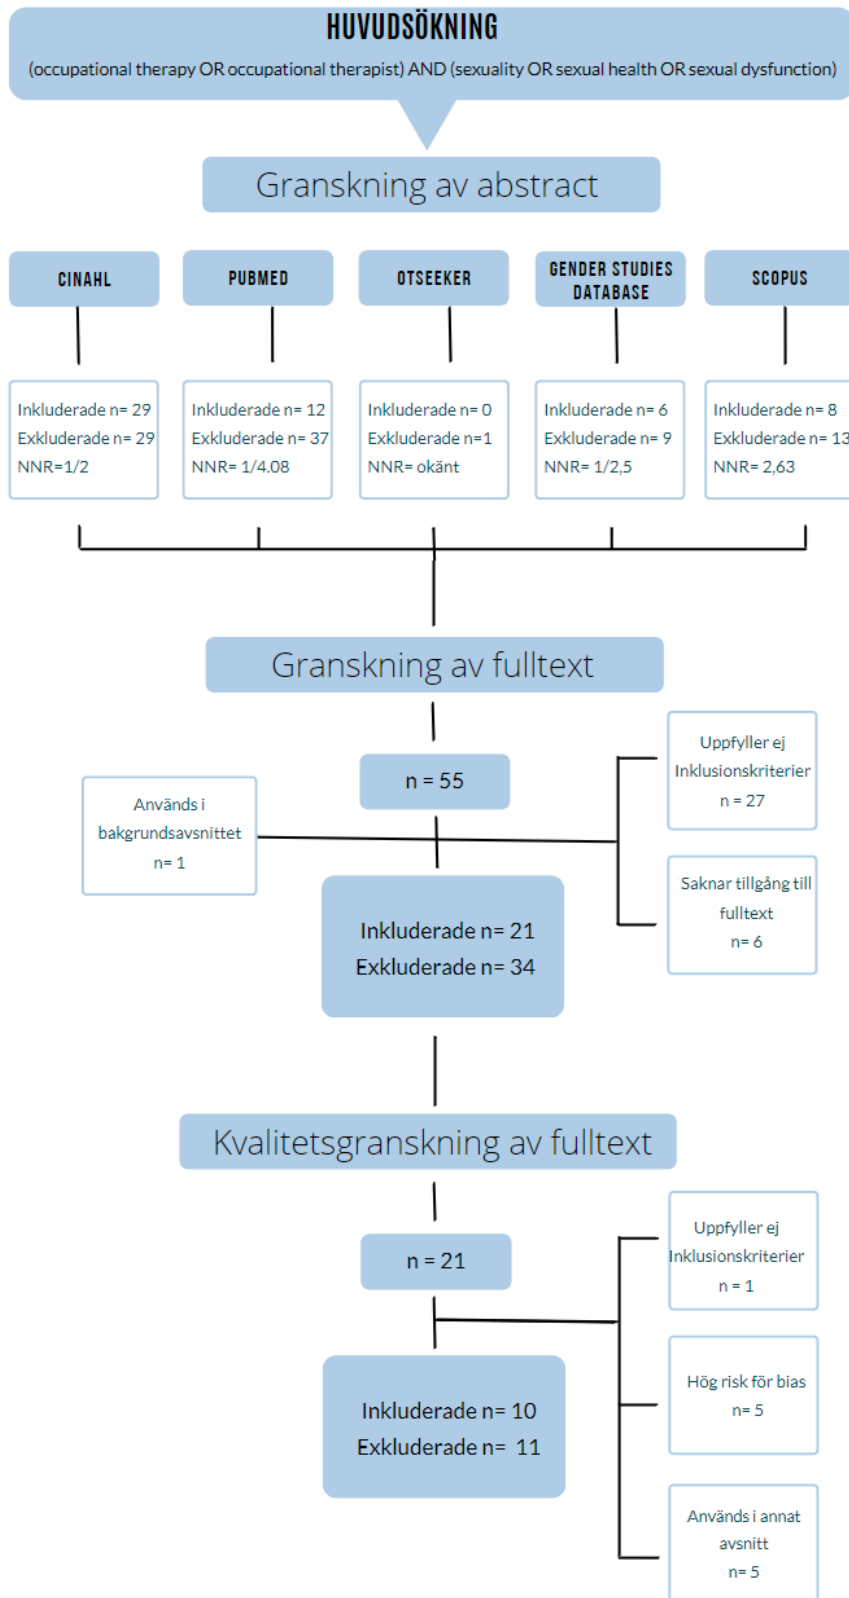 HUVUDSÖKNING
(occupational therapy OR occupational therapist) AND (sexuality OR sexual health OR sexual dysfunction)
Granskning av abstract
CINAHL
PUBMED
OTSEEKER
GENDER STUDIES
DATABASE
SCOPUS
Inkluderade n= 29
Exkluderade n= 29
NNR=1/2
Inkluderade n= 12
Exkluderade n= 37
NNR= 1/4.08
Inkluderade n= 0
Exkluderade n=1
NNR= okänt
Inkluderade n= 6
Exkluderade n= 9
NNR= 1/2,5
Inkluderade n= 8
Exkluderade n= 13
NNR= 2,63
Granskning av fulltext
n = 55
Används i
bakgrundsavsnittet
n= 1
Uppfyller ej
Inklusionskriterier
n = 27
Saknar tillgång till
fulltext
n= 6
Inkluderade n= 21
Exkluderade n= 34
Kvalitetsgranskning av fulltext
n = 21
Uppfyller ej
Inklusionskriterier
n = 1
Hög risk för bias
n= 5
Används i annat
avsnitt
n= 5
Inkluderade n= 10
Exkluderade n= 11